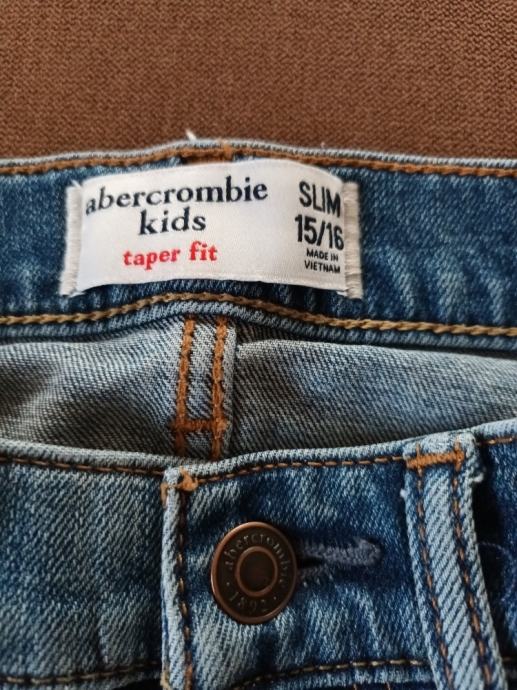 abercrombie
kids
taper fit
SLIM
15/16
MADE IN
VIETNAM
abercrombie
· 1892 ·